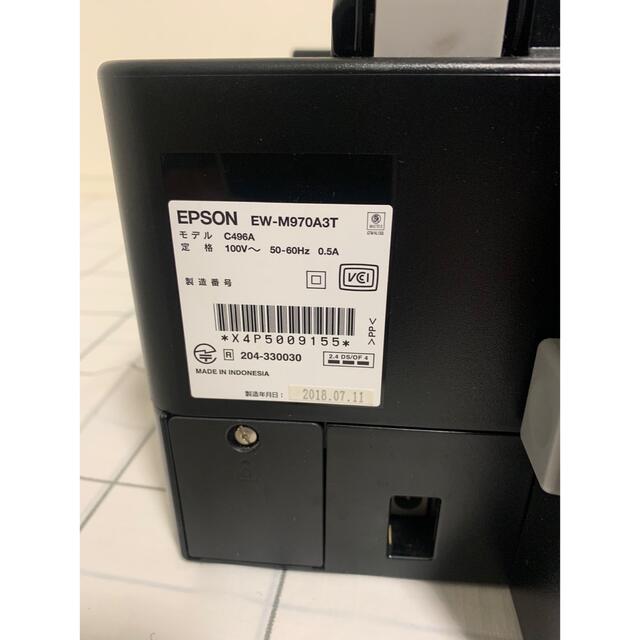 EPSON EW-M970A3T
モデル C496A
定格 100V～ 50-60Hz 0.5A
製造番号
VCI
*X4P5009155*
>PP<
R 204-330030
2.4 DS/OF 4
MADE IN INDONESIA
製造年月日： 2018.07.11